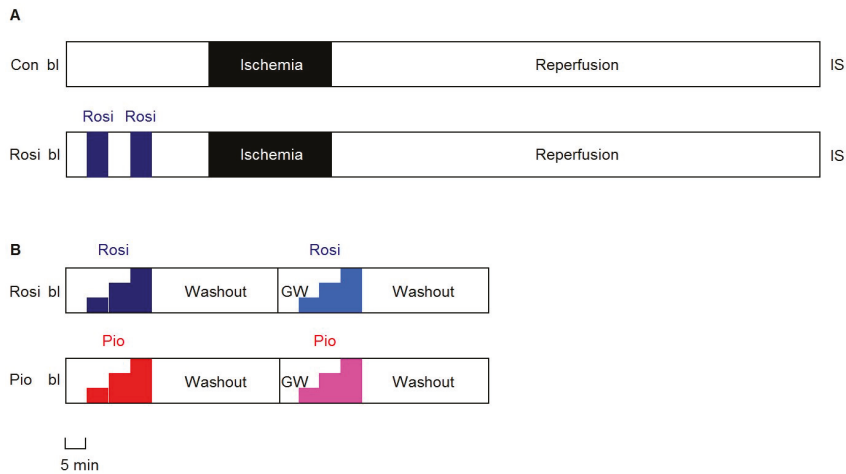 A
Con bl Ischemia Reperfusion IS
Rosi Rosi
Rosi bl Ischemia Reperfusion IS
B
Rosi Rosi
Rosi bl Washout GW Washout
Pio Pio
Pio bl Washout GW Washout
5 min